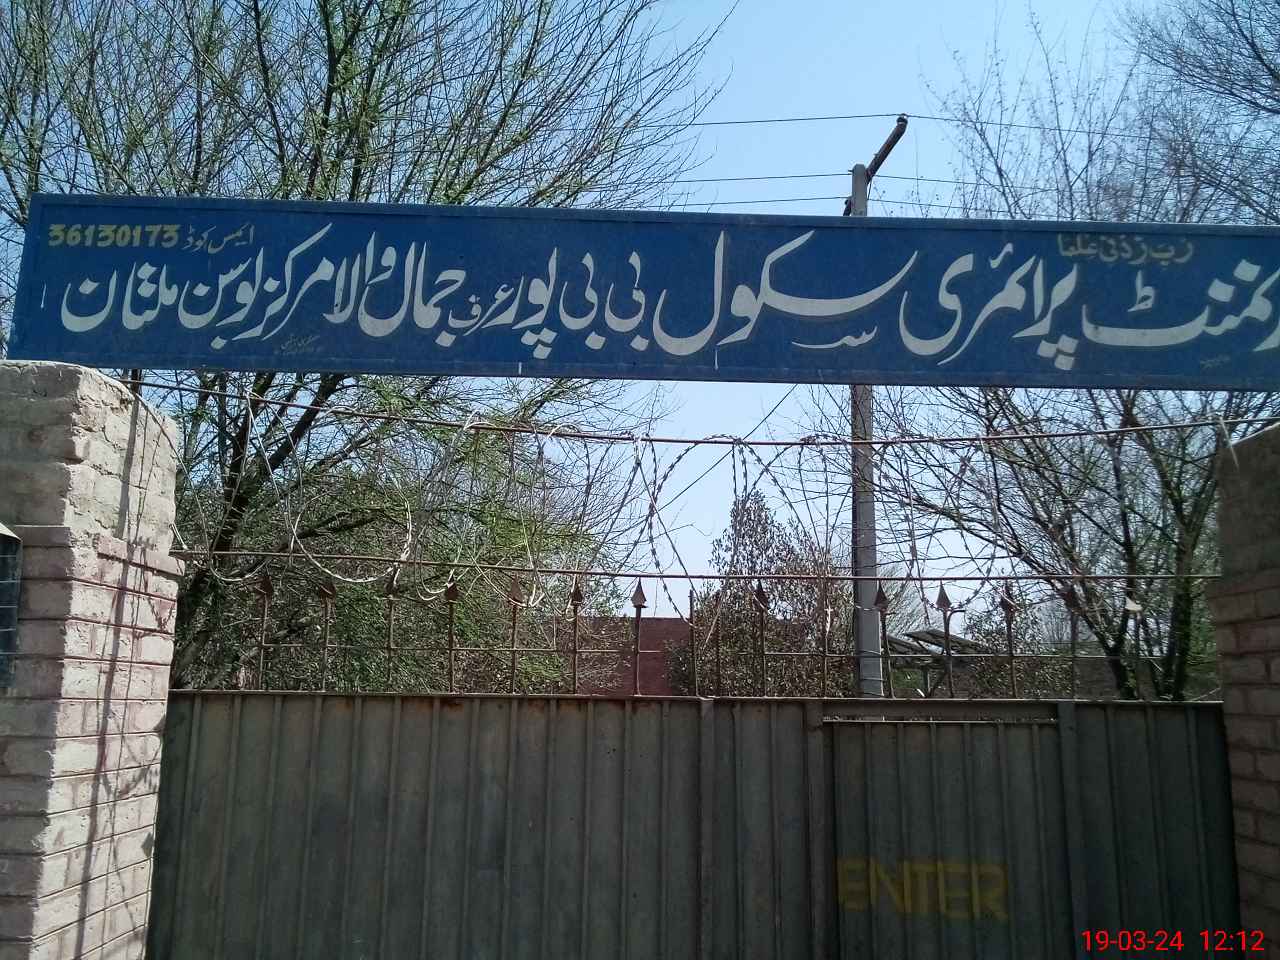 رب زدنی علما
رنمنٹ پرائمری سکول بی بی پور عرف جمال والا مرکز لوسن ملتان
ایمس کوڈ 36130173
ENTER
19-03-24 12:12